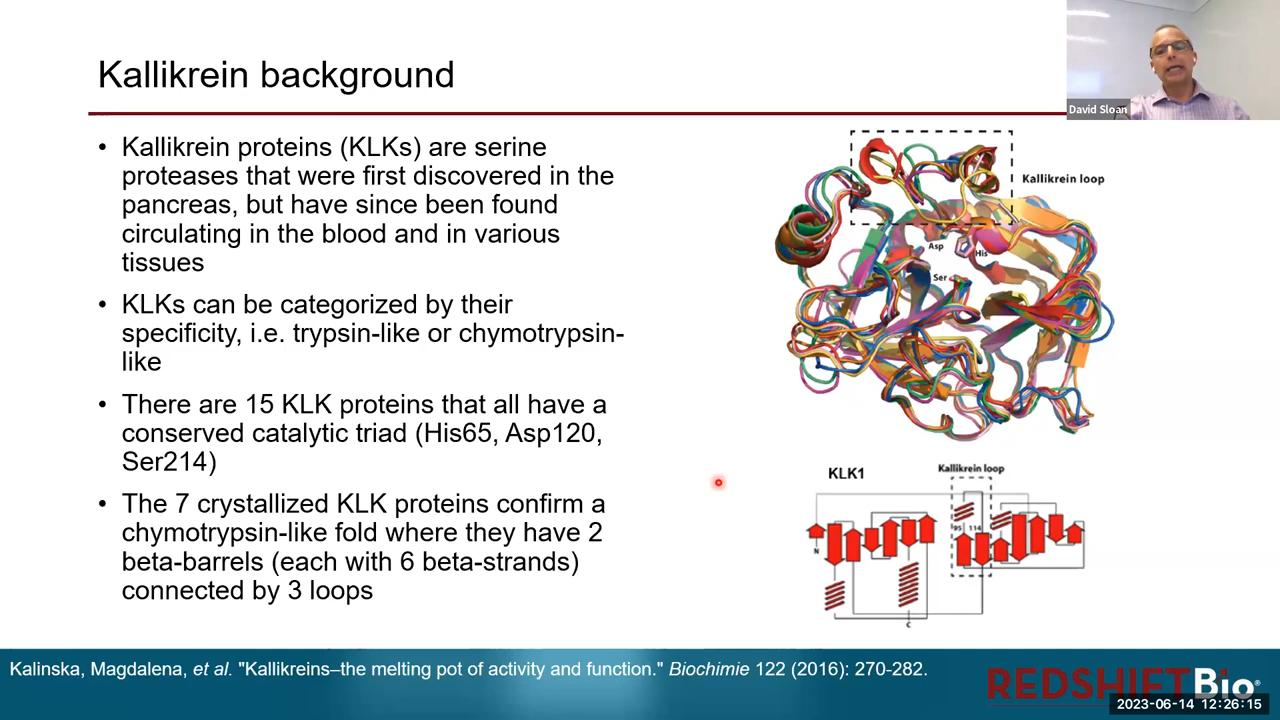 Kallikrein background
David Sloan
• Kallikrein proteins (KLKs) are serine
proteases that were first discovered in the
pancreas, but have since been found
circulating in the blood and in various
tissues
• KLKs can be categorized by their
specificity, i.e. trypsin-like or chymotrypsin-
like
• There are 15 KLK proteins that all have a
conserved catalytic triad (His65, Asp120,
Ser214)
• The 7 crystallized KLK proteins confirm a
chymotrypsin-like fold where they have 2
beta-barrels (each with 6 beta-strands)
connected by 3 loops
Kallikrein loop
Asp
His
Ser
KLK1
Kallikrein loop
95 114
N
C
Kalinska, Magdalena, et al. "Kallikreins–the melting pot of activity and function." Biochimie 122 (2016): 270-282.
REDSHIFTBio®
2023-06-14 12:26:15